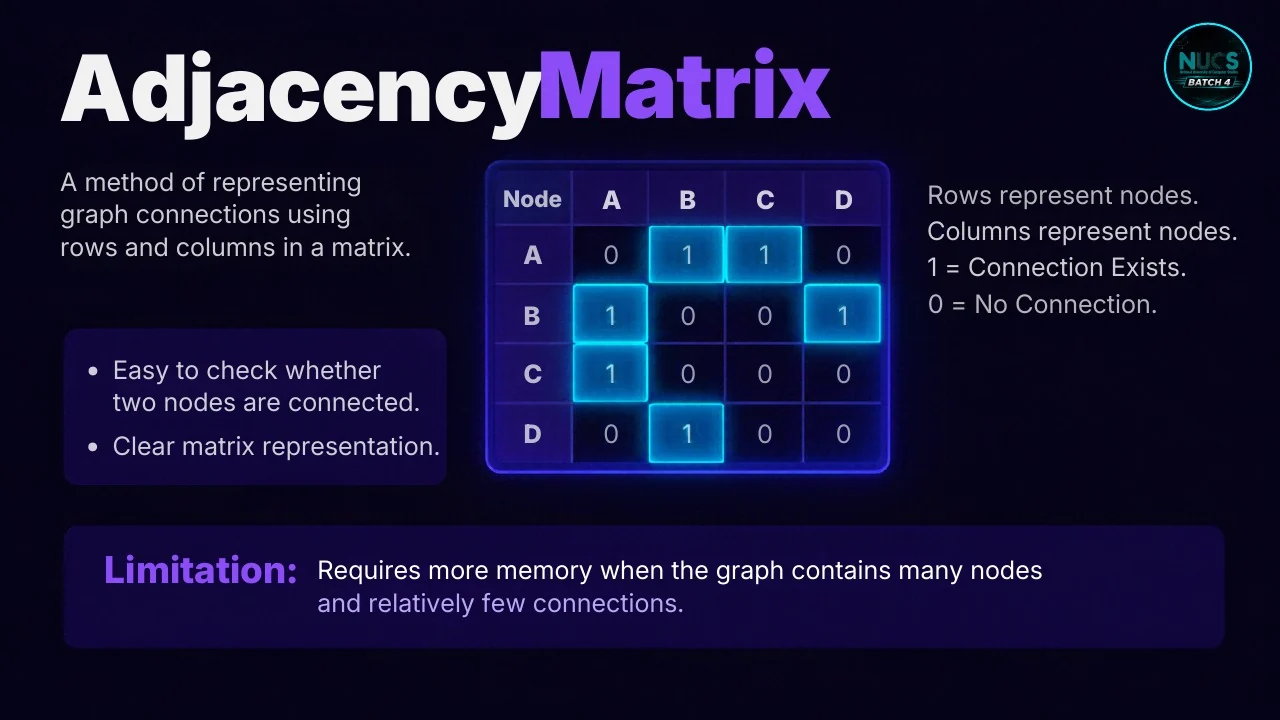 AdjacencyMatrix
NUCS
BATCH 4
A method of representing
graph connections using
rows and columns in a matrix.
• Easy to check whether
two nodes are connected.
• Clear matrix representation.
Node A B C D
A 0 1 1 0
B 1 0 0 1
C 1 0 0 0
D 0 1 0 0
Rows represent nodes.
Columns represent nodes.
1 = Connection Exists.
0 = No Connection.
Limitation: Requires more memory when the graph contains many nodes
and relatively few connections.